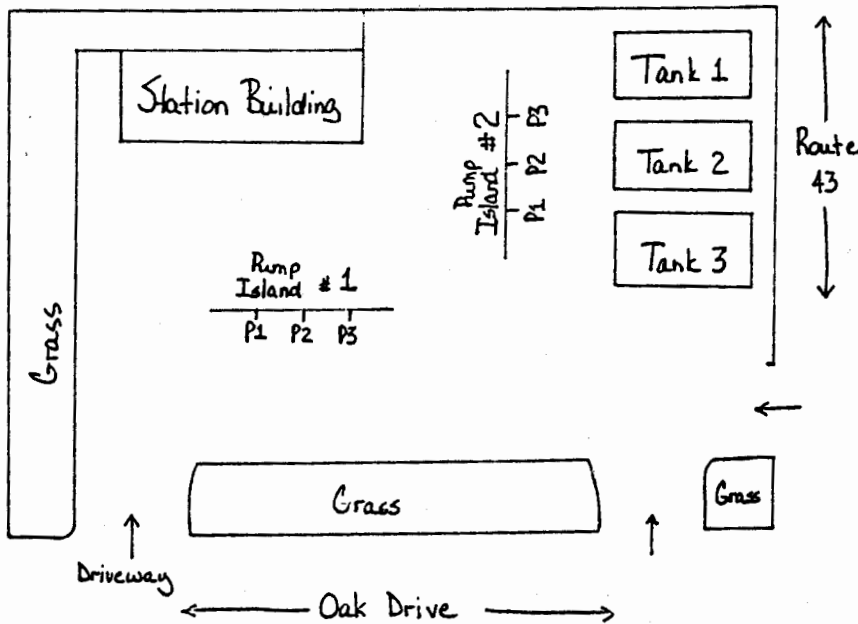 Station Building
Tank 1
Tank 2
Tank 3
Route
43
Pump
Island #2
P3
P2
P1
Pump
Island #1
P1 P2 P3
Grass
Grass
Grass
Driveway
Oak Drive